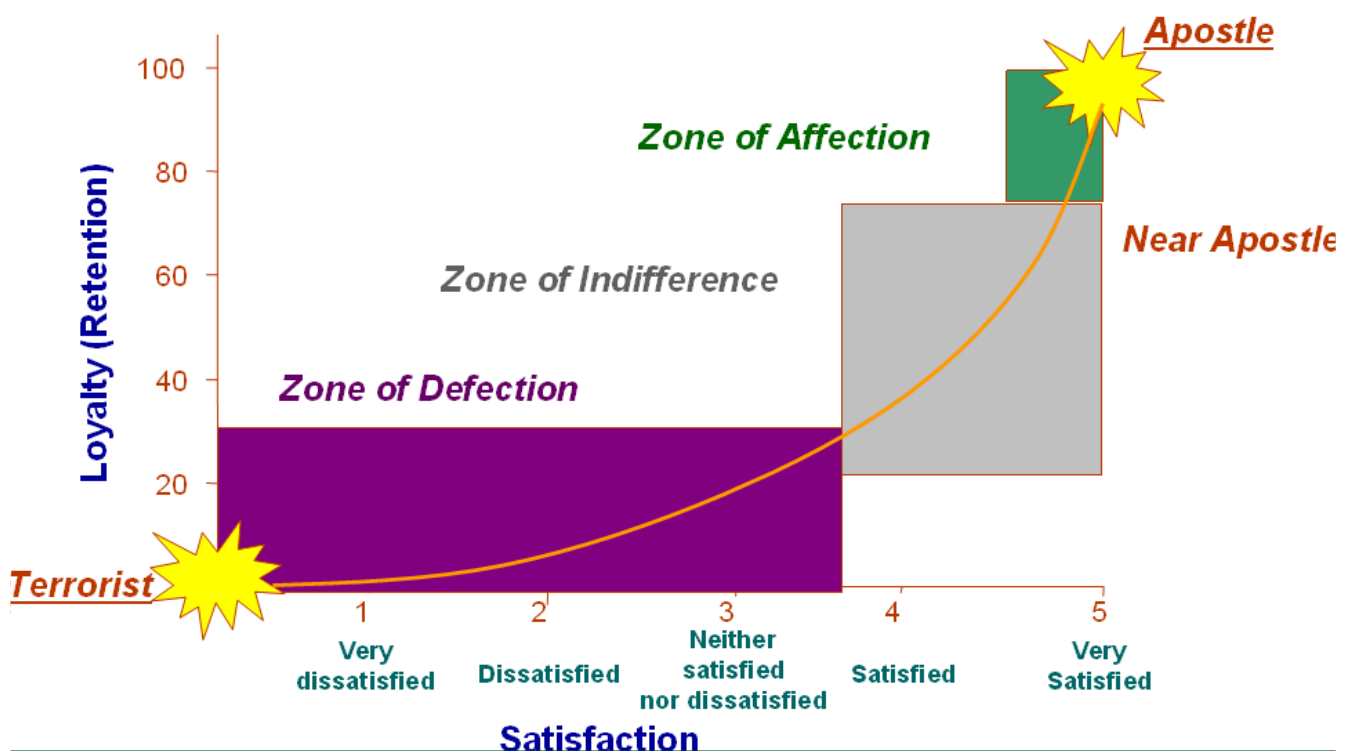 Apostle
100
Zone of Affection
80
Near Apostle
Loyalty (Retention)
60
Zone of Indifference
40
Zone of Defection
20
Terrorist
1 2 3 4 5
Very
dissatisfied
Dissatisfied
Neither
satisfied
nor dissatisfied
Satisfied
Very
Satisfied
Satisfaction